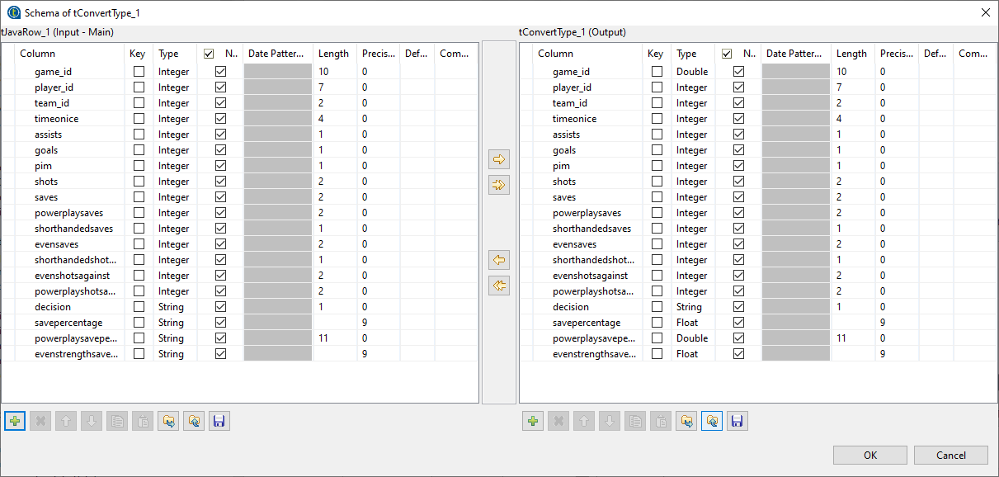 Schema of tConvertType_1
tJavaRow_1 (Input - Main)
Column Key Type N.. Date Patter... Length Precis... Def... Com...
game_id Integer 10 0
player_id Integer 7 0
team_id Integer 2 0
timeonice Integer 4 0
assists Integer 1 0
goals Integer 1 0
pim Integer 1 0
shots Integer 2 0
saves Integer 2 0
powerplaysaves Integer 2 0
shorthandedsaves Integer 1 0
evensaves Integer 2 0
shorthandedshot... Integer 1 0
evenshotsagainst Integer 2 0
powerplayshotsa... Integer 2 0
decision String 1 0
savepercentage String 9
powerplaysavepe... String 11 0
evenstrengthsave... String 9
tConvertType_1 (Output)
Column Key Type N.. Date Patter... Length Precis... Def... Com...
game_id Double 10 0
player_id Integer 7 0
team_id Integer 2 0
timeonice Integer 4 0
assists Integer 1 0
goals Integer 1 0
pim Integer 1 0
shots Integer 2 0
saves Integer 2 0
powerplaysaves Integer 2 0
shorthandedsaves Integer 1 0
evensaves Integer 2 0
shorthandedshot... Integer 1 0
evenshotsagainst Integer 2 0
powerplayshotsa... Integer 2 0
decision String 1 0
savepercentage Float 9
powerplaysavepe... Double 11 0
evenstrengthsave... Float 9
OK Cancel